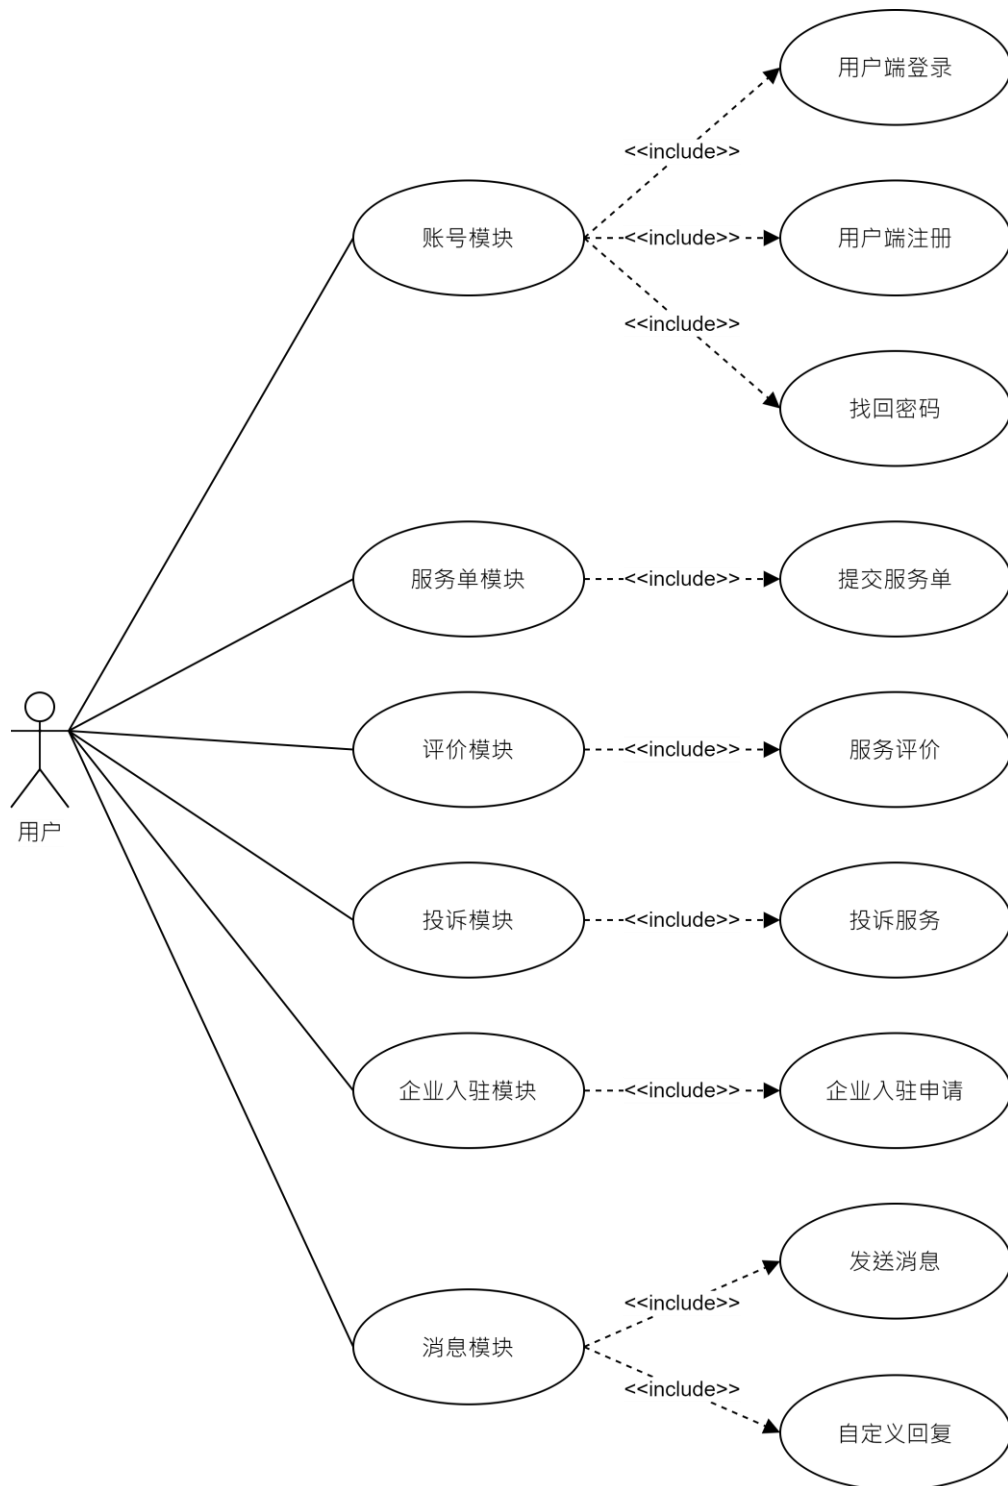 用户端登录
<<include>>
账号模块
<<include>>
用户端注册
<<include>>
找回密码
服务单模块
<<include>>
提交服务单
评价模块
<<include>>
服务评价
用户
投诉模块
<<include>>
投诉服务
企业入驻模块
<<include>>
企业入驻申请
发送消息
<<include>>
消息模块
<<include>>
自定义回复